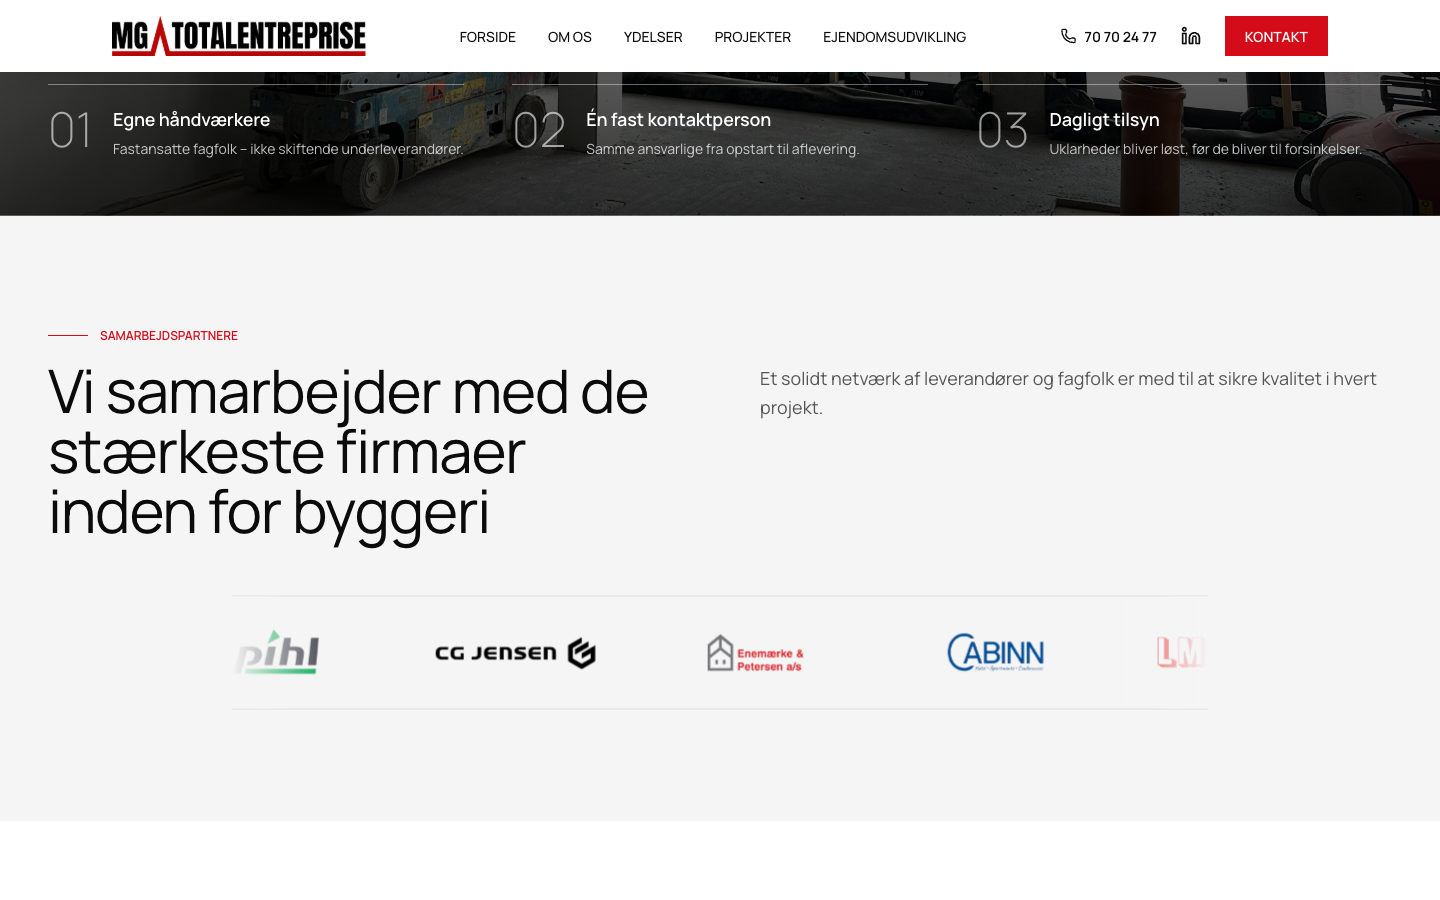 MG TOTALENTREPRISE
FORSIDE
OM OS
YDELSER
PROJEKTER
EJENDOMSUDVIKLING
70 70 24 77
in
KONTAKT
01
Egne håndværkere
Fastansatte fagfolk – ikke skiftende underleverandører.
02
Én fast kontaktperson
Samme ansvarlige fra opstart til aflevering.
03
Dagligt tilsyn
Uklarheder bliver løst, før de bliver til forsinkelser.
SAMARBEJDSPARTNERE
Vi samarbejder med de
stærkeste firmaer
inden for byggeri
Et solidt netværk af leverandører og fagfolk er med til at sikre kvalitet i hvert
projekt.
pihl
CG JENSEN
Enemærke &
Petersen a/s
CABINN
LM